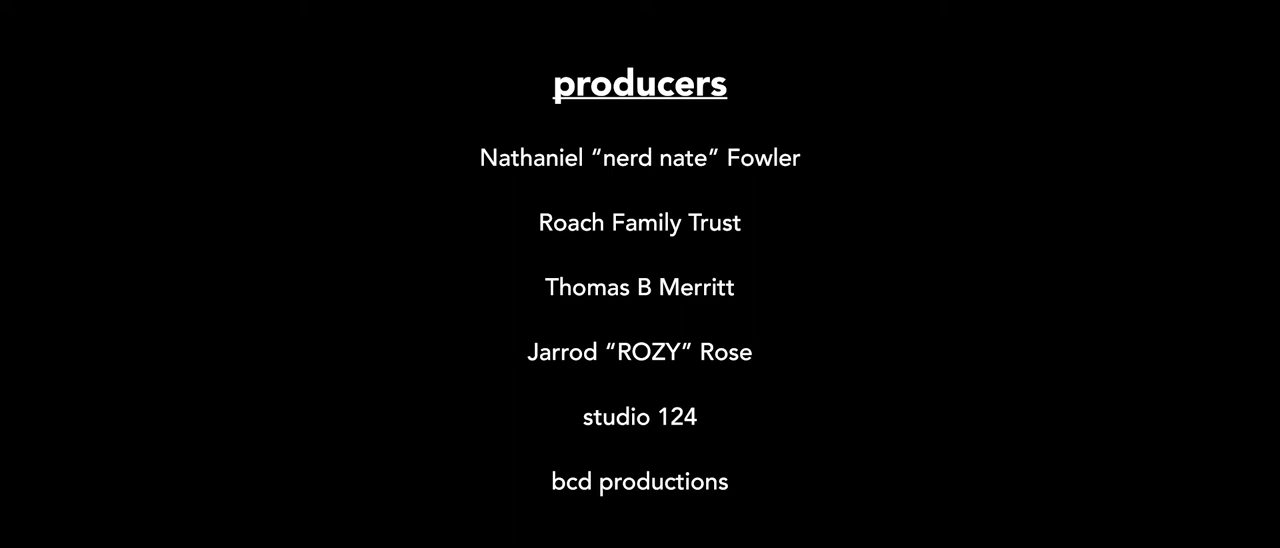 producers
Nathaniel “nerd nate” Fowler
Roach Family Trust
Thomas B Merritt
Jarrod “ROZY” Rose
studio 124
bcd productions